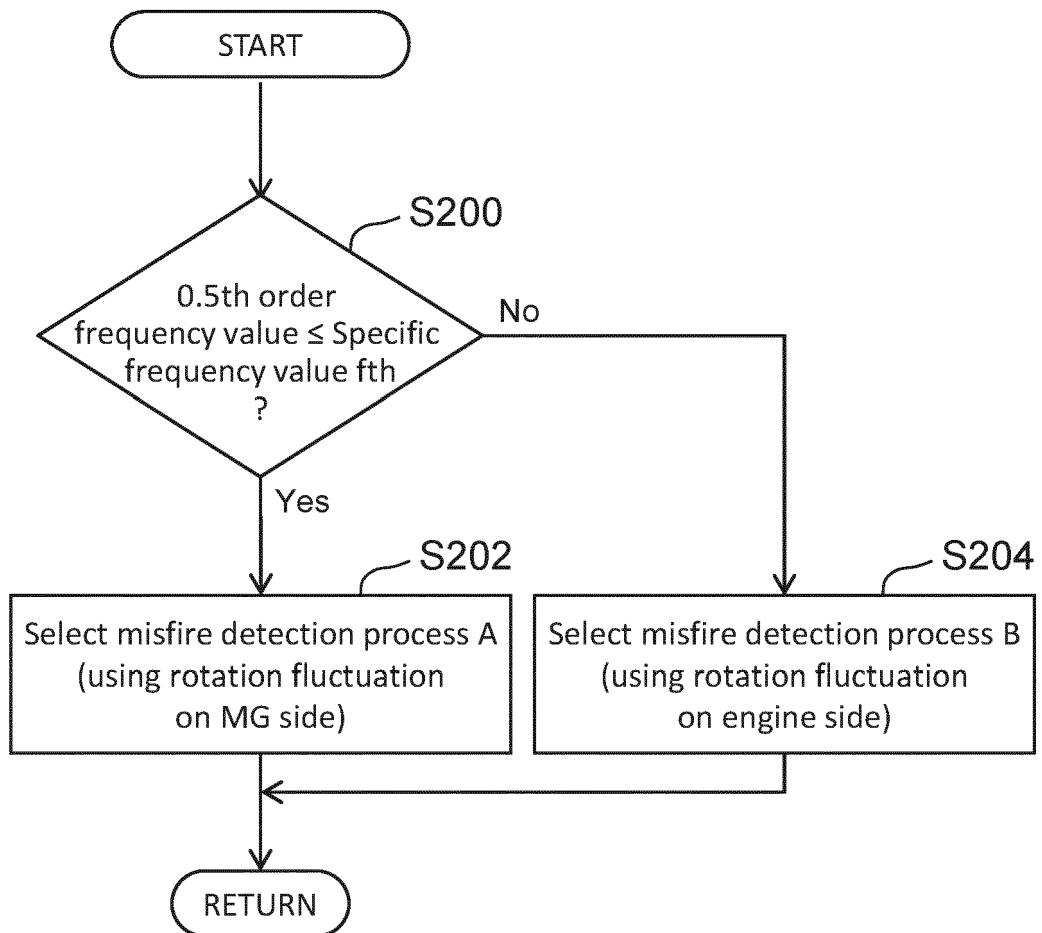 START
S200
0.5th order
frequency value ≤ Specific
frequency value fth
?
No
Yes
S202
Select misfire detection process A
(using rotation fluctuation
on MG side)
S204
Select misfire detection process B
(using rotation fluctuation
on engine side)
RETURN